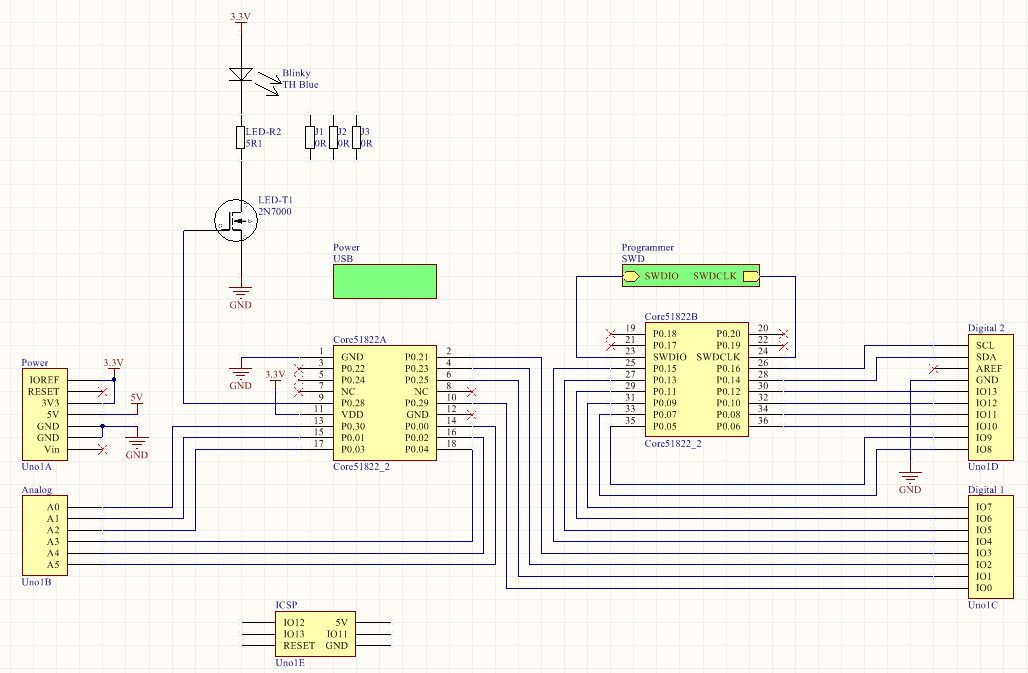 3.3V
Blinky
TH Blue
LED-R2
5R1
J1 J2 J3
0R 0R 0R
LED-T1
2N7000
GND
Power
USB
Programmer
SWD
SWDIO SWDCLK
Core51822A
1 GND P0.21 2
3 P0.22 P0.23 4
5 P0.24 P0.25 6
7 NC NC 8
9 P0.28 P0.29 10
11 VDD GND 12
13 P0.30 P0.00 14
15 P0.01 P0.02 16
17 P0.03 P0.04 18
Core51822_2
GND
3.3V
Core51822B
19 P0.18 P0.20 20
21 P0.17 P0.19 22
23 SWDIO SWDCLK 24
25 P0.15 P0.16 26
27 P0.13 P0.14 28
29 P0.11 P0.12 30
31 P0.09 P0.10 32
33 P0.07 P0.08 34
35 P0.05 P0.06 36
Core51822_2
Power
3.3V
IOREF
RESET
3V3
5V
GND
GND
Vin
Uno1A
5V
GND
Analog
A0
A1
A2
A3
A4
A5
Uno1B
Digital 2
SCL
SDA
AREF
GND
IO13
IO12
IO11
IO10
IO9
IO8
Uno1D
GND
Digital 1
IO7
IO6
IO5
IO4
IO3
IO2
IO1
IO0
Uno1C
ICSP
IO12 5V
IO13 IO11
RESET GND
Uno1E